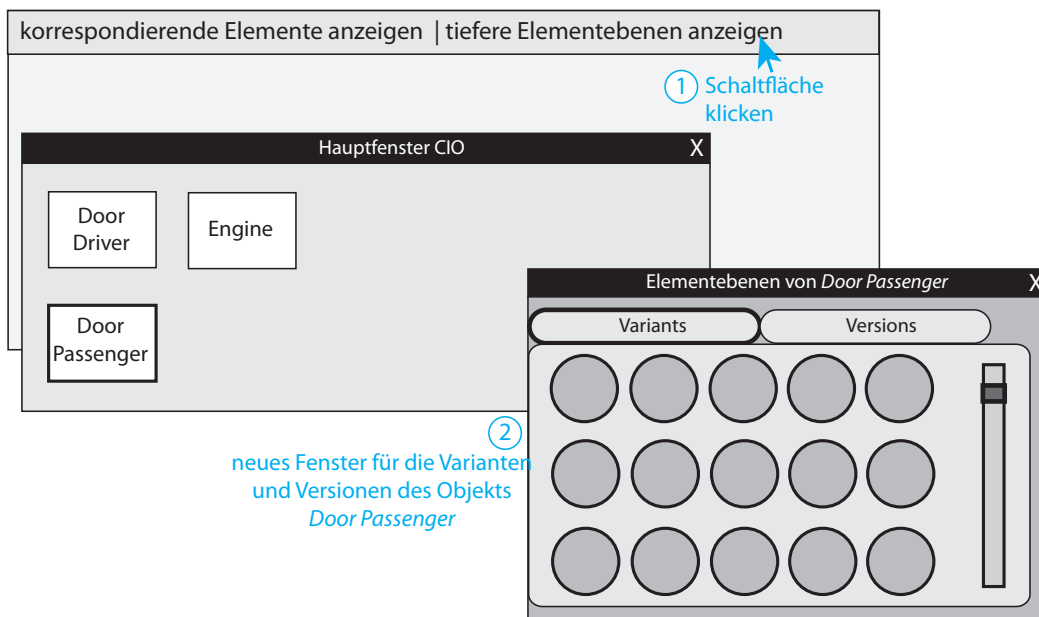 korrespondierende Elemente anzeigen | tiefere Elementebenen anzeigen
1 Schaltfläche
klicken
Hauptfenster CIO X
Door
Driver
Engine
Door
Passenger
Elementebenen von Door Passenger X
Variants
Versions
2
neues Fenster für die Varianten
und Versionen des Objekts
Door Passenger